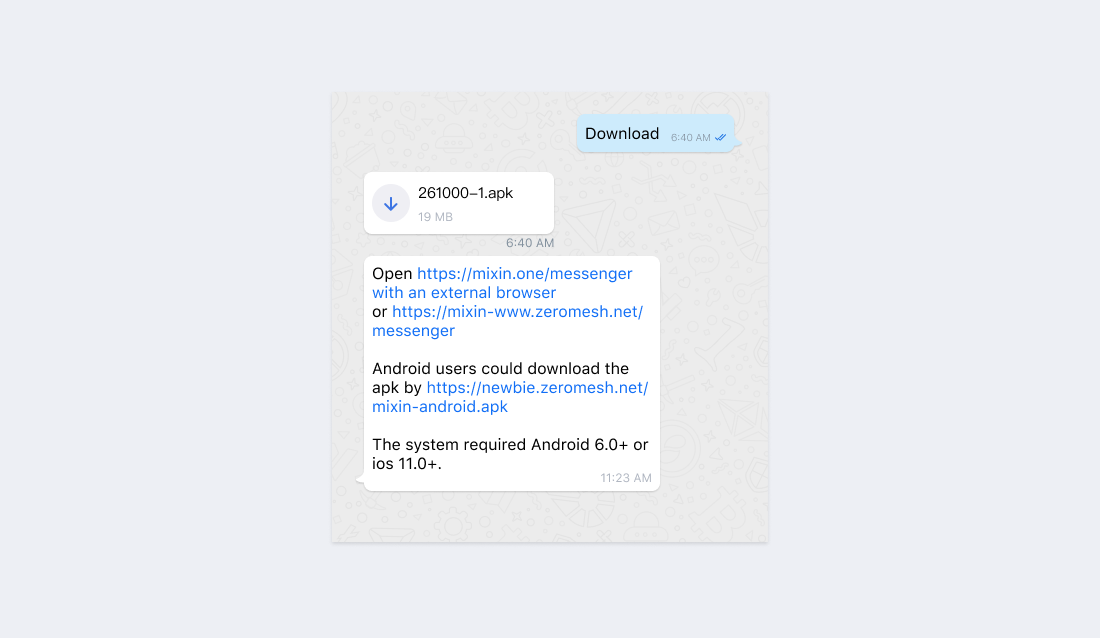 Download 6:40 AM
261000-1.apk
19 MB
6:40 AM
Open https://mixin.one/messenger
with an external browser
or https://mixin-www.zeromesh.net/
messenger
Android users could download the
apk by https://newbie.zeromesh.net/
mixin-android.apk
The system required Android 6.0+ or
ios 11.0+.
11:23 AM